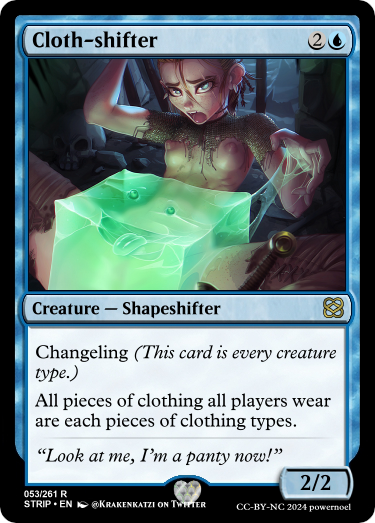 Cloth-shifter 2
Creature — Shapeshifter
Changeling (This card is every creature
type.)
All pieces of clothing all players wear
are each pieces of clothing types.
“Look at me, I’m a panty now!”
2/2
053/261 R
STRIP • EN @Krakenkatzi on Twitter
CC-BY-NC 2024 powernoel